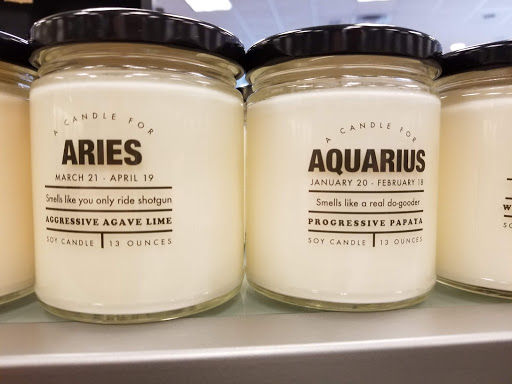 A CANDLE FOR
ARIES
MARCH 21 - APRIL 19
Smells like you only ride shotgun
AGGRESSIVE AGAVE LIME
SOY CANDLE | 13 OUNCES
A CANDLE FOR
AQUARIUS
JANUARY 20 - FEBRUARY 18
Smells like a real do-gooder
PROGRESSIVE PAPAYA
SOY CANDLE | 13 OUNCES